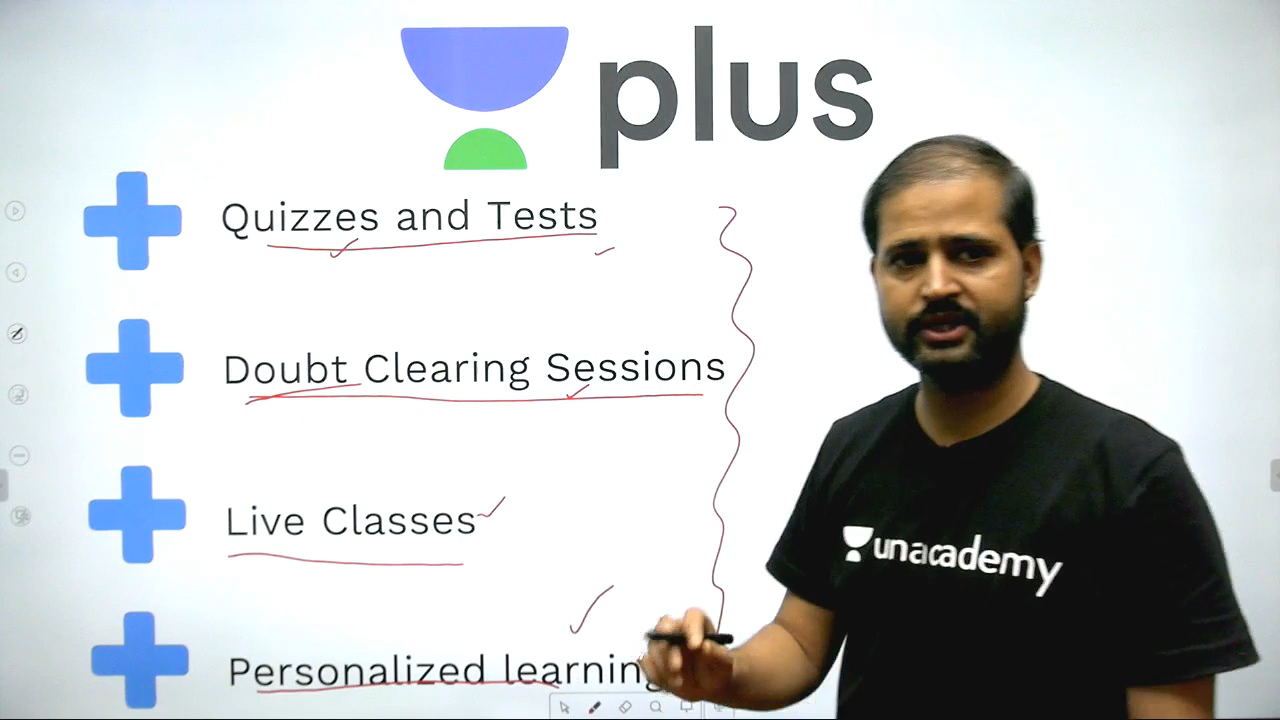 plus
Quizzes and Tests
Doubt Clearing Sessions
Live Classes
Personalized learning
unacademy